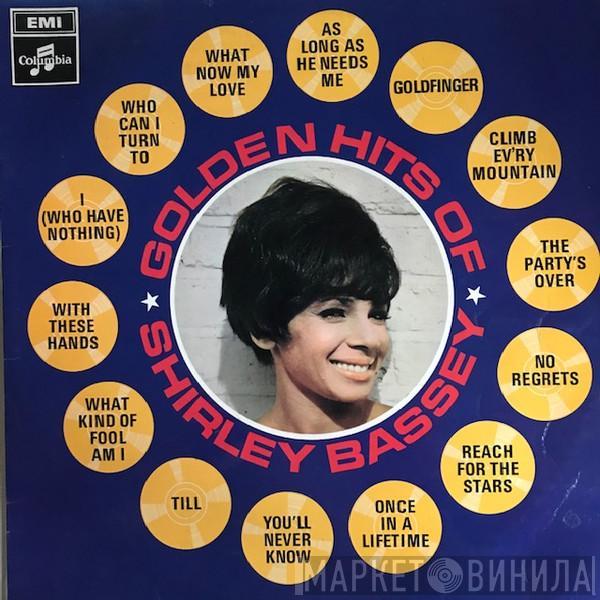 EMI
Columbia
AS
LONG AS
HE NEEDS
ME
GOLDFINGER
CLIMB
EV'RY
MOUNTAIN
THE
PARTY'S
OVER
NO
REGRETS
REACH
FOR THE
STARS
ONCE
IN A
LIFETIME
YOU'LL
NEVER
KNOW
TILL
WHAT
KIND OF
FOOL
AM I
WITH
THESE
HANDS
I
(WHO HAVE
NOTHING)
WHO
CAN I
TURN
TO
WHAT
NOW MY
LOVE
GOLDEN HITS OF
SHIRLEY BASSEY
МАРКЕТ ВИНИЛА